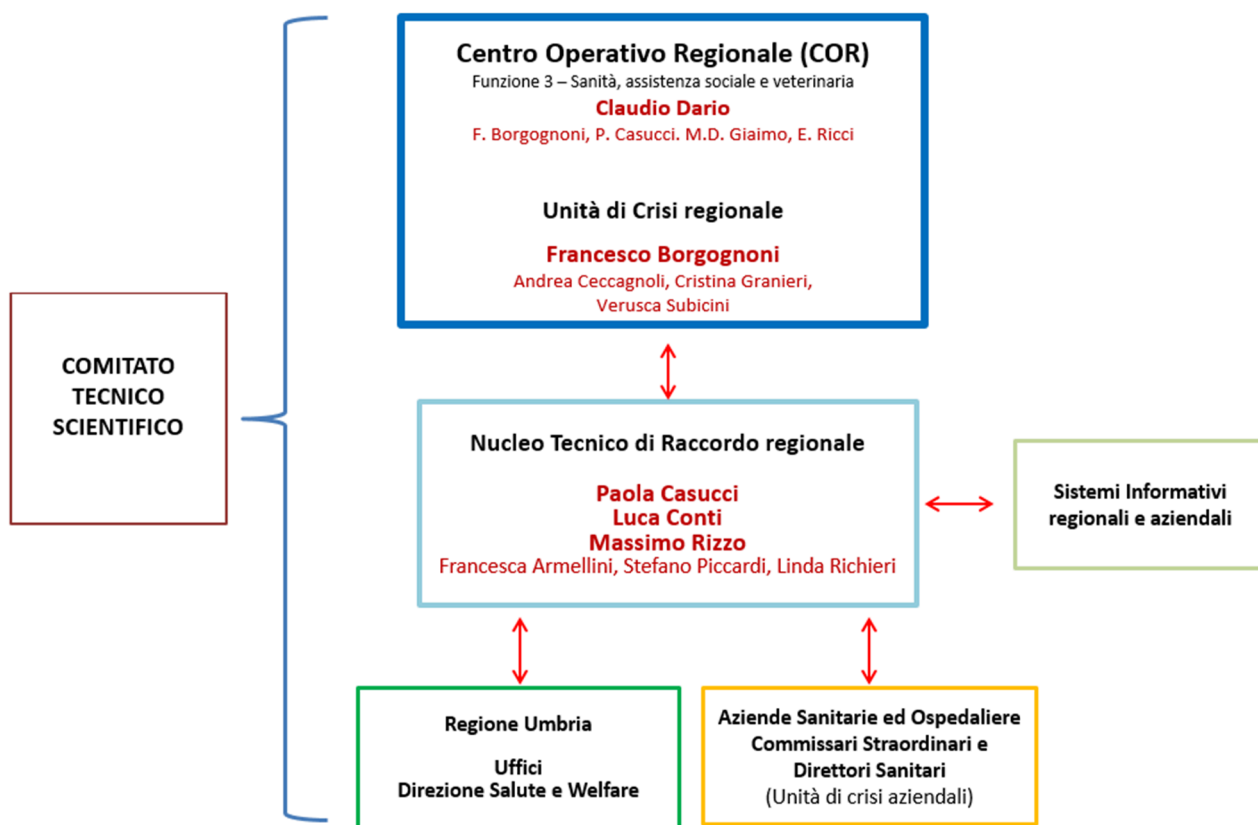 Centro Operativo Regionale (COR)
Funzione 3 – Sanità, assistenza sociale e veterinaria
Claudio Dario
F. Borgognoni, P. Casucci. M.D. Giaimo, E. Ricci
Unità di Crisi regionale
Francesco Borgognoni
Andrea Ceccagnoli, Cristina Granieri,
Verusca Subicini
COMITATO
TECNICO
SCIENTIFICO
Nucleo Tecnico di Raccordo regionale
Paola Casucci
Luca Conti
Massimo Rizzo
Francesca Armellini, Stefano Piccardi, Linda Richieri
Sistemi Informativi
regionali e aziendali
Regione Umbria
Uffici
Direzione Salute e Welfare
Aziende Sanitarie ed Ospedaliere
Commissari Straordinari e
Direttori Sanitari
(Unità di crisi aziendali)